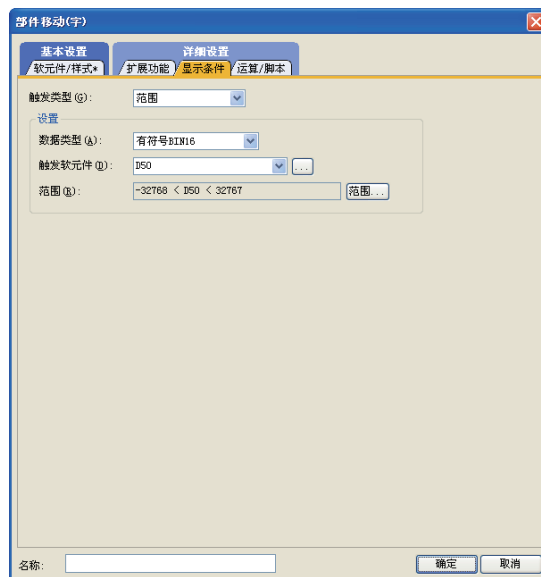 部件移动(字)
基本设置 详细设置
软元件/样式* 扩展功能 显示条件 运算/脚本
触发类型(G): 范围
设置
数据类型(A): 有符号BIN16
触发软元件(D): D50 ...
范围(R): -32768 < D50 < 32767 范围...
名称: 确定 取消